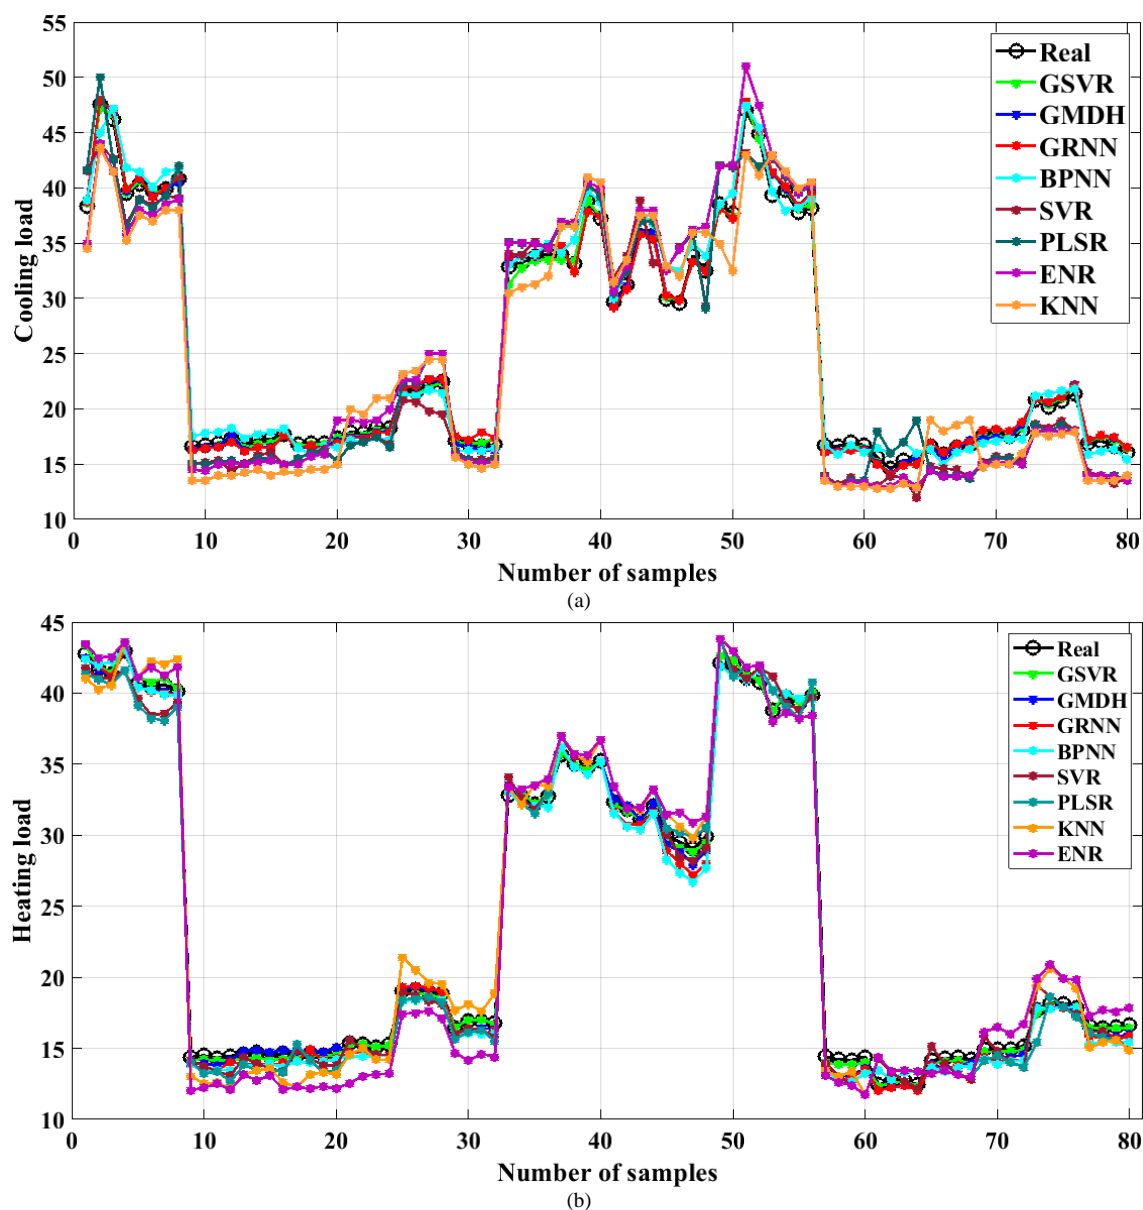 55
50
45
40
35
30
25
20
15
10
Cooling load
Real
GSVR
GMDH
GRNN
BPNN
SVR
PLSR
ENR
KNN
0 10 20 30 40 50 60 70 80
Number of samples
(a)
45
40
35
30
25
20
15
10
Heating load
Real
GSVR
GMDH
GRNN
BPNN
SVR
PLSR
KNN
ENR
0 10 20 30 40 50 60 70 80
Number of samples
(b)